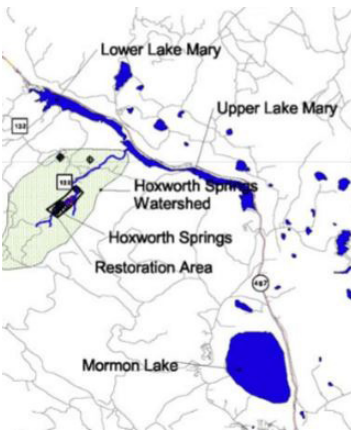 Lower Lake Mary
Upper Lake Mary
132
Hoxworth Springs
Watershed
Hoxworth Springs
Restoration Area
487
Mormon Lake